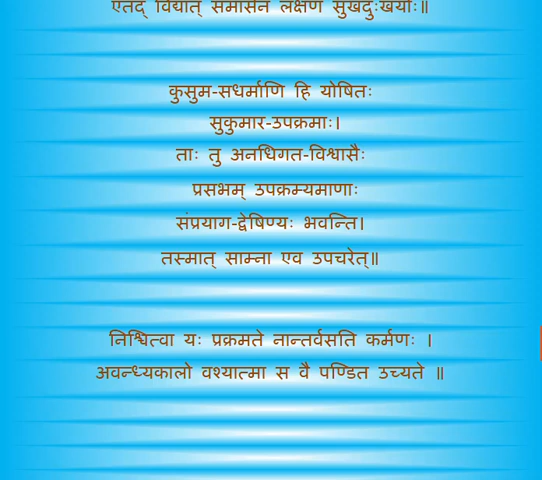 एतद् विद्यात् समासेन लक्षणं सुखदुःखयोः॥
कुसुम-सधर्माणि हि योषितः
सुकुमार-उपक्रमाः।
ताः तु अनधिगत-विश्वासैः
प्रसभम् उपक्रम्यमाणाः
संप्रयाग-द्वेषिण्यः भवन्ति।
तस्मात् साम्ना एव उपचरेत्॥
निश्चित्वा यः प्रक्रमते नान्तर्वसति कर्मणः ।
अवन्ध्यकालो वश्यात्मा स वै पण्डित उच्यते ॥